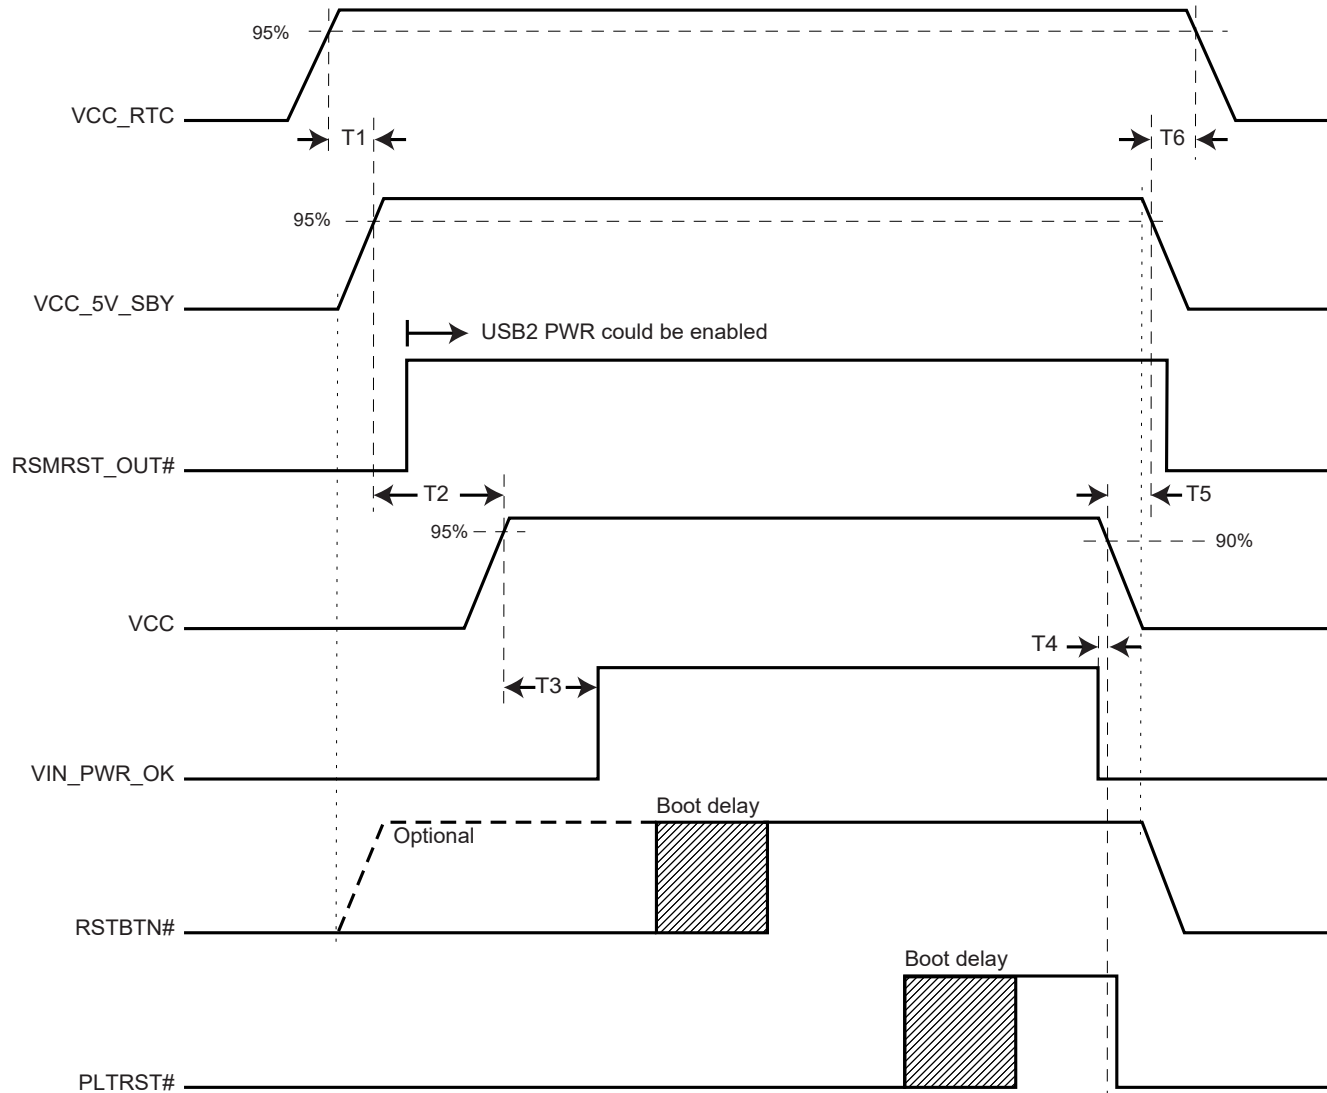 95%
VCC_RTC
T1
T6
95%
VCC_5V_SBY
USB2 PWR could be enabled
RSMRST_OUT#
T2
T5
95%
90%
VCC
T4
T3
VIN_PWR_OK
Boot delay
Optional
RSTBTN#
Boot delay
PLTRST#